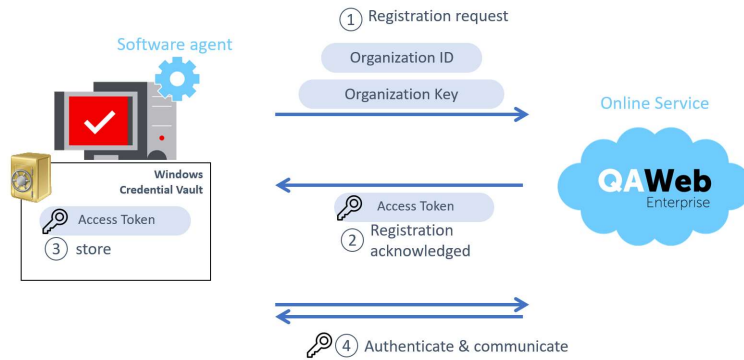 1 Registration request
Software agent
Organization ID
Organization Key
Online Service
Windows
Credential Vault
QAWeb
Enterprise
Access Token
Access Token
3 store
2 Registration
acknowledged
4 Authenticate & communicate